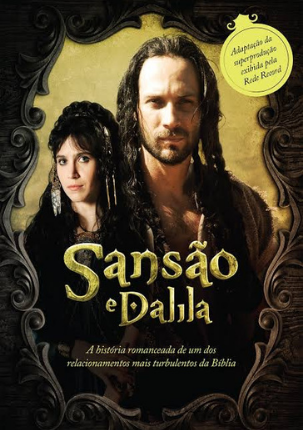 Adaptação da
superprodução
exibida pela
Rede Record
Sansão
e Dalila
A história romanceada de um dos
relacionamentos mais turbulentos da Bíblia